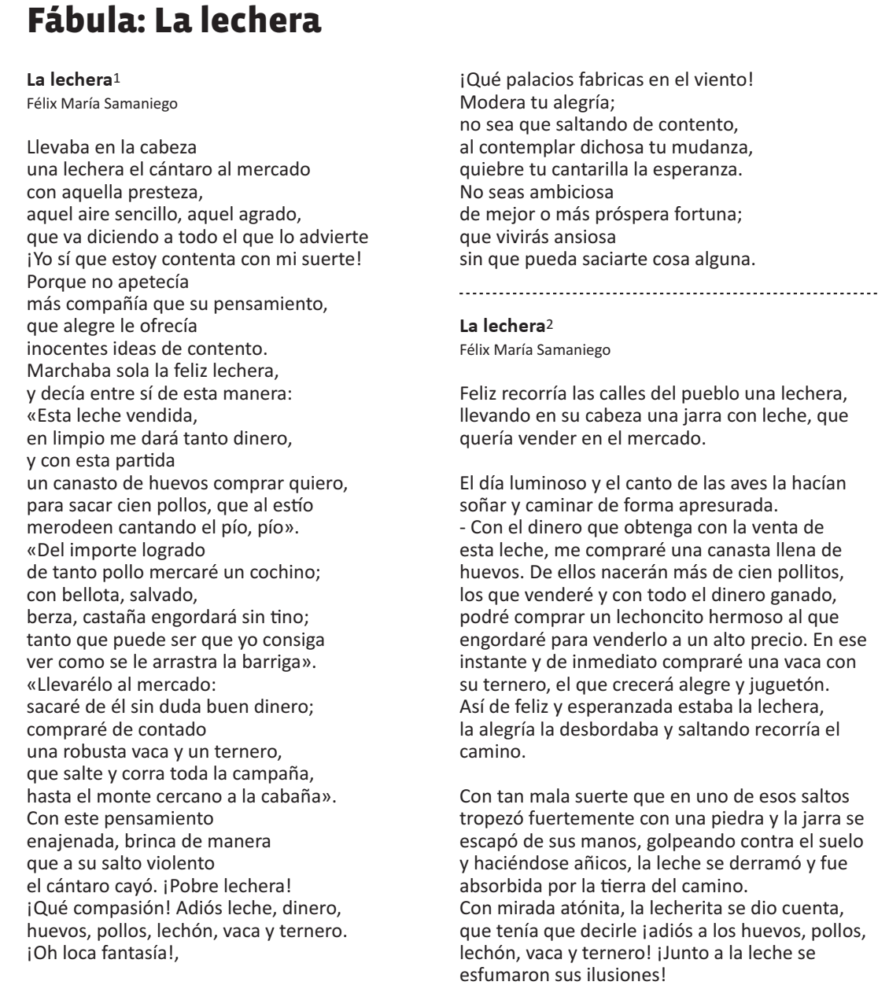 Fábula: La lechera
La lechera1
Félix María Samaniego
Llevaba en la cabeza
una lechera el cántaro al mercado
con aquella presteza,
aquel aire sencillo, aquel agrado,
que va diciendo a todo el que lo advierte
¡Yo sí que estoy contenta con mi suerte!
Porque no apetecía
más compañía que su pensamiento,
que alegre le ofrecía
inocentes ideas de contento.
Marchaba sola la feliz lechera,
y decía entre sí de esta manera:
«Esta leche vendida,
en limpio me dará tanto dinero,
y con esta partida
un canasto de huevos comprar quiero,
para sacar cien pollos, que al estío
merodeen cantando el pío, pío».
«Del importe logrado
de tanto pollo mercaré un cochino;
con bellota, salvado,
berza, castaña engordará sin tino;
tanto que puede ser que yo consiga
ver como se le arrastra la barriga».
«Llevarélo al mercado:
sacaré de él sin duda buen dinero;
compraré de contado
una robusta vaca y un ternero,
que salte y corra toda la campaña,
hasta el monte cercano a la cabaña».
Con este pensamiento
enajenada, brinca de manera
que a su salto violento
el cántaro cayó. ¡Pobre lechera!
¡Qué compasión! Adiós leche, dinero,
huevos, pollos, lechón, vaca y ternero.
¡Oh loca fantasía!,
¡Qué palacios fabricas en el viento!
Modera tu alegría;
no sea que saltando de contento,
al contemplar dichosa tu mudanza,
quiebre tu cantarilla la esperanza.
No seas ambiciosa
de mejor o más próspera fortuna;
que vivirás ansiosa
sin que pueda saciarte cosa alguna.
La lechera2
Félix María Samaniego
Feliz recorría las calles del pueblo una lechera,
llevando en su cabeza una jarra con leche, que
quería vender en el mercado.
El día luminoso y el canto de las aves la hacían
soñar y caminar de forma apresurada.
- Con el dinero que obtenga con la venta de
esta leche, me compraré una canasta llena de
huevos. De ellos nacerán más de cien pollitos,
los que venderé y con todo el dinero ganado,
podré comprar un lechoncito hermoso al que
engordaré para venderlo a un alto precio. En ese
instante y de inmediato compraré una vaca con
su ternero, el que crecerá alegre y juguetón.
Así de feliz y esperanzada estaba la lechera,
la alegría la desbordaba y saltando recorría el
camino.
Con tan mala suerte que en uno de esos saltos
tropezó fuertemente con una piedra y la jarra se
escapó de sus manos, golpeando contra el suelo
y haciéndose añicos, la leche se derramó y fue
absorbida por la tierra del camino.
Con mirada atónita, la lecherita se dio cuenta,
que tenía que decirle ¡adiós a los huevos, pollos,
lechón, vaca y ternero! ¡Junto a la leche se
esfumaron sus ilusiones!